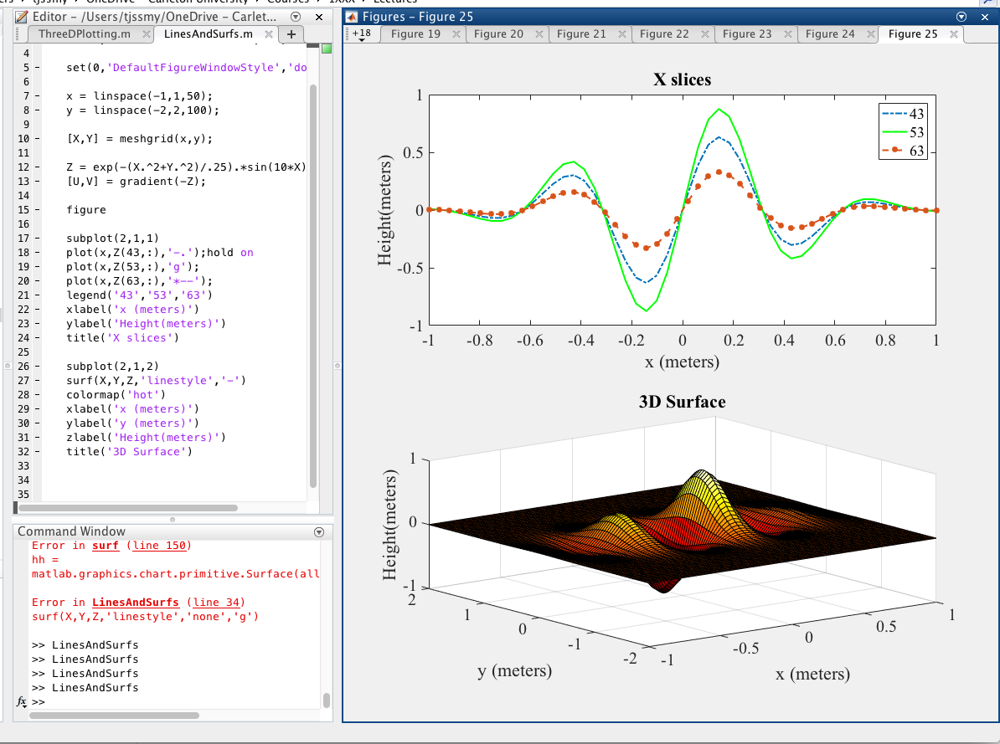 ers › tjssmy › OneDrive – Carleton University › Courses › 1XXX › Lectures
Editor – /Users/tjssmy/OneDrive – Carlet...
ThreeDPlotting.m × LinesAndSurfs.m × +
4
5 – set(0,'DefaultFigureWindowStyle','do
6
7 – x = linspace(-1,1,50);
8 – y = linspace(-2,2,100);
9
10 – [X,Y] = meshgrid(x,y);
11
12 – Z = exp(-(X.^2+Y.^2)/.25).*sin(10*X)
13 – [U,V] = gradient(-Z);
14
15 – figure
16
17 – subplot(2,1,1)
18 – plot(x,Z(43,:),'-.');hold on
19 – plot(x,Z(53,:),'g');
20 – plot(x,Z(63,:),'*--');
21 – legend('43','53','63')
22 – xlabel('x (meters)')
23 – ylabel('Height(meters)')
24 – title('X slices')
25
26 – subplot(2,1,2)
27 – surf(X,Y,Z,'linestyle','-')
28 – colormap('hot')
29 – xlabel('x (meters)')
30 – ylabel('y (meters)')
31 – zlabel('Height(meters)')
32 – title('3D Surface')
33
34
35
Command Window
Error in surf (line 150)
hh =
matlab.graphics.chart.primitive.Surface(all
Error in LinesAndSurfs (line 34)
surf(X,Y,Z,'linestyle','none','g')
>> LinesAndSurfs
>> LinesAndSurfs
>> LinesAndSurfs
>> LinesAndSurfs
fx >>
Figures – Figure 25
+18 Figure 19 × Figure 20 × Figure 21 × Figure 22 × Figure 23 × Figure 24 × Figure 25 ×
X slices
43
53
63
1
0.5
0
-0.5
-1
Height(meters)
-1 -0.8 -0.6 -0.4 -0.2 0 0.2 0.4 0.6 0.8 1
x (meters)
3D Surface
1
0
-1
Height(meters)
2 1 0 -1 -2
y (meters)
-1 -0.5 0 0.5 1
x (meters)